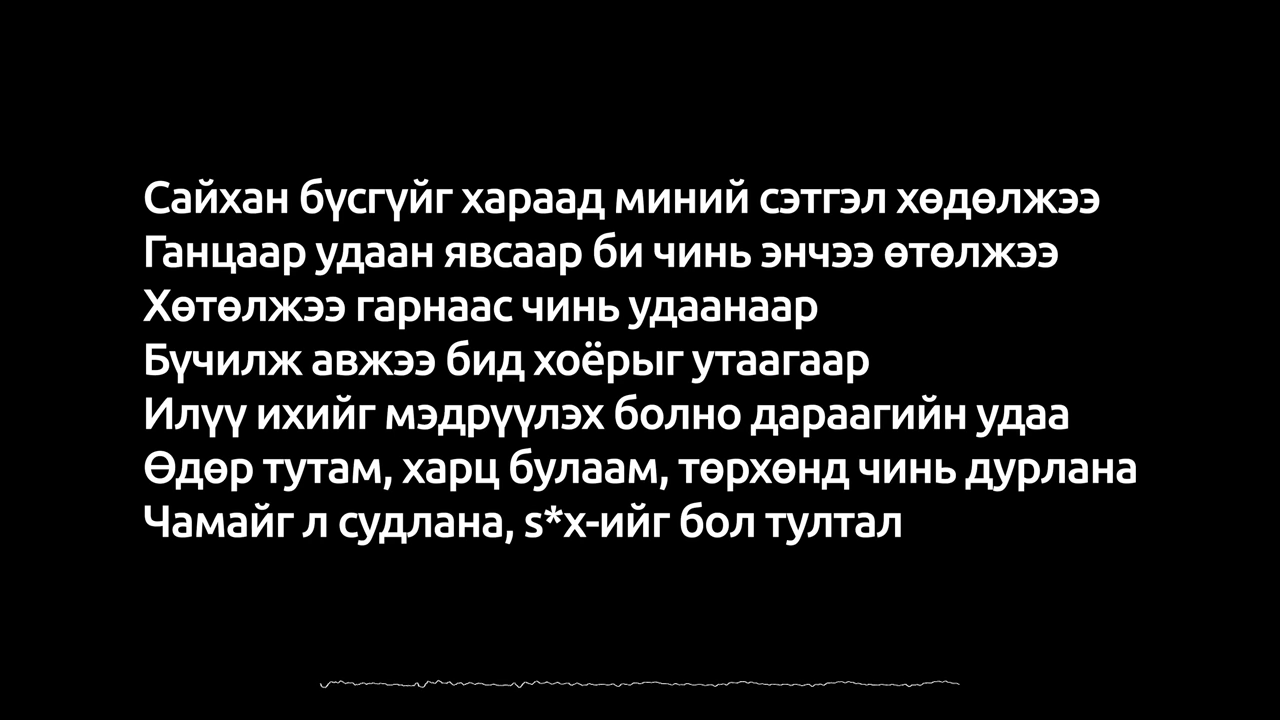 Сайхан бүсгүйг хараад миний сэтгэл хөдөлжээ
Ганцаар удаан явсаар би чинь энчээ өтөлжээ
Хөтөлжээ гарнаас чинь удаанаар
Бүчилж авжээ бид хоёрыг утаагаар
Илүү ихийг мэдрүүлэх болно дараагийн удаа
Өдөр тутам, харц булаам, төрхөнд чинь дурлана
Чамайг л судлана, s*x-ийг бол тултал